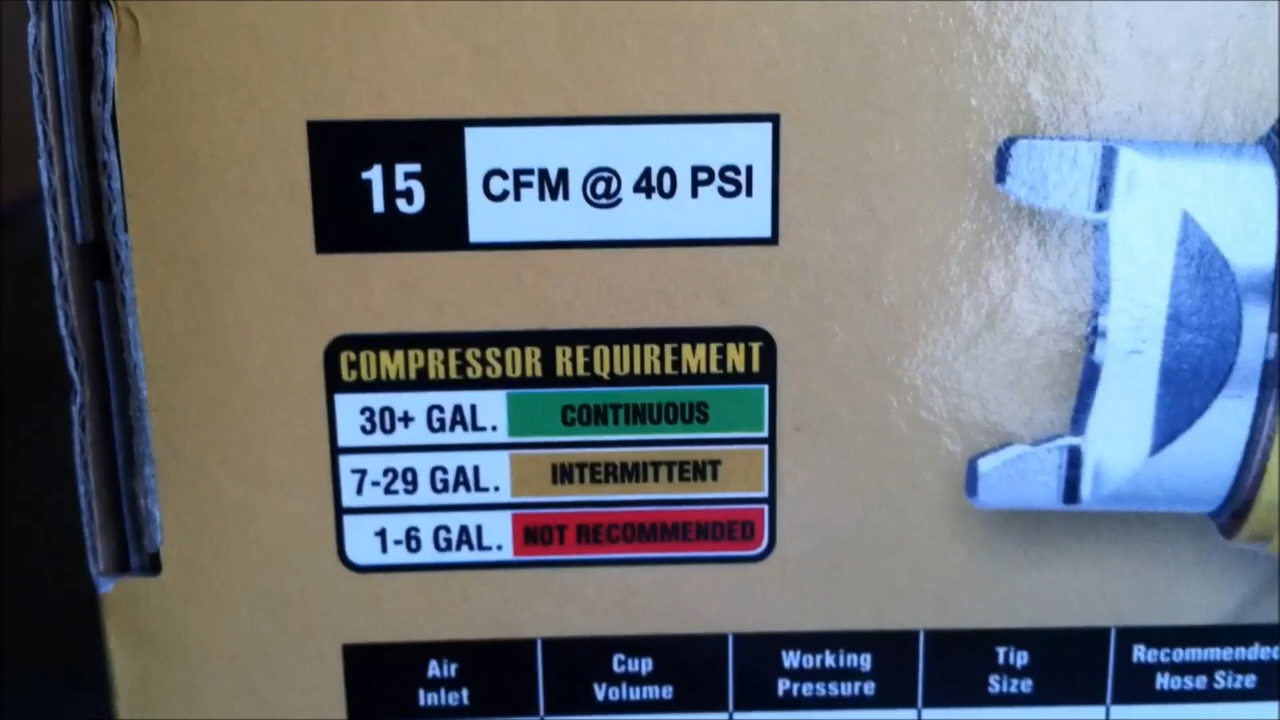 15 CFM @ 40 PSI
COMPRESSOR REQUIREMENT
30+ GAL. CONTINUOUS
7-29 GAL. INTERMITTENT
1-6 GAL. NOT RECOMMENDED
Air Inlet
Cup Volume
Working Pressure
Tip Size
Recommended Hose Size